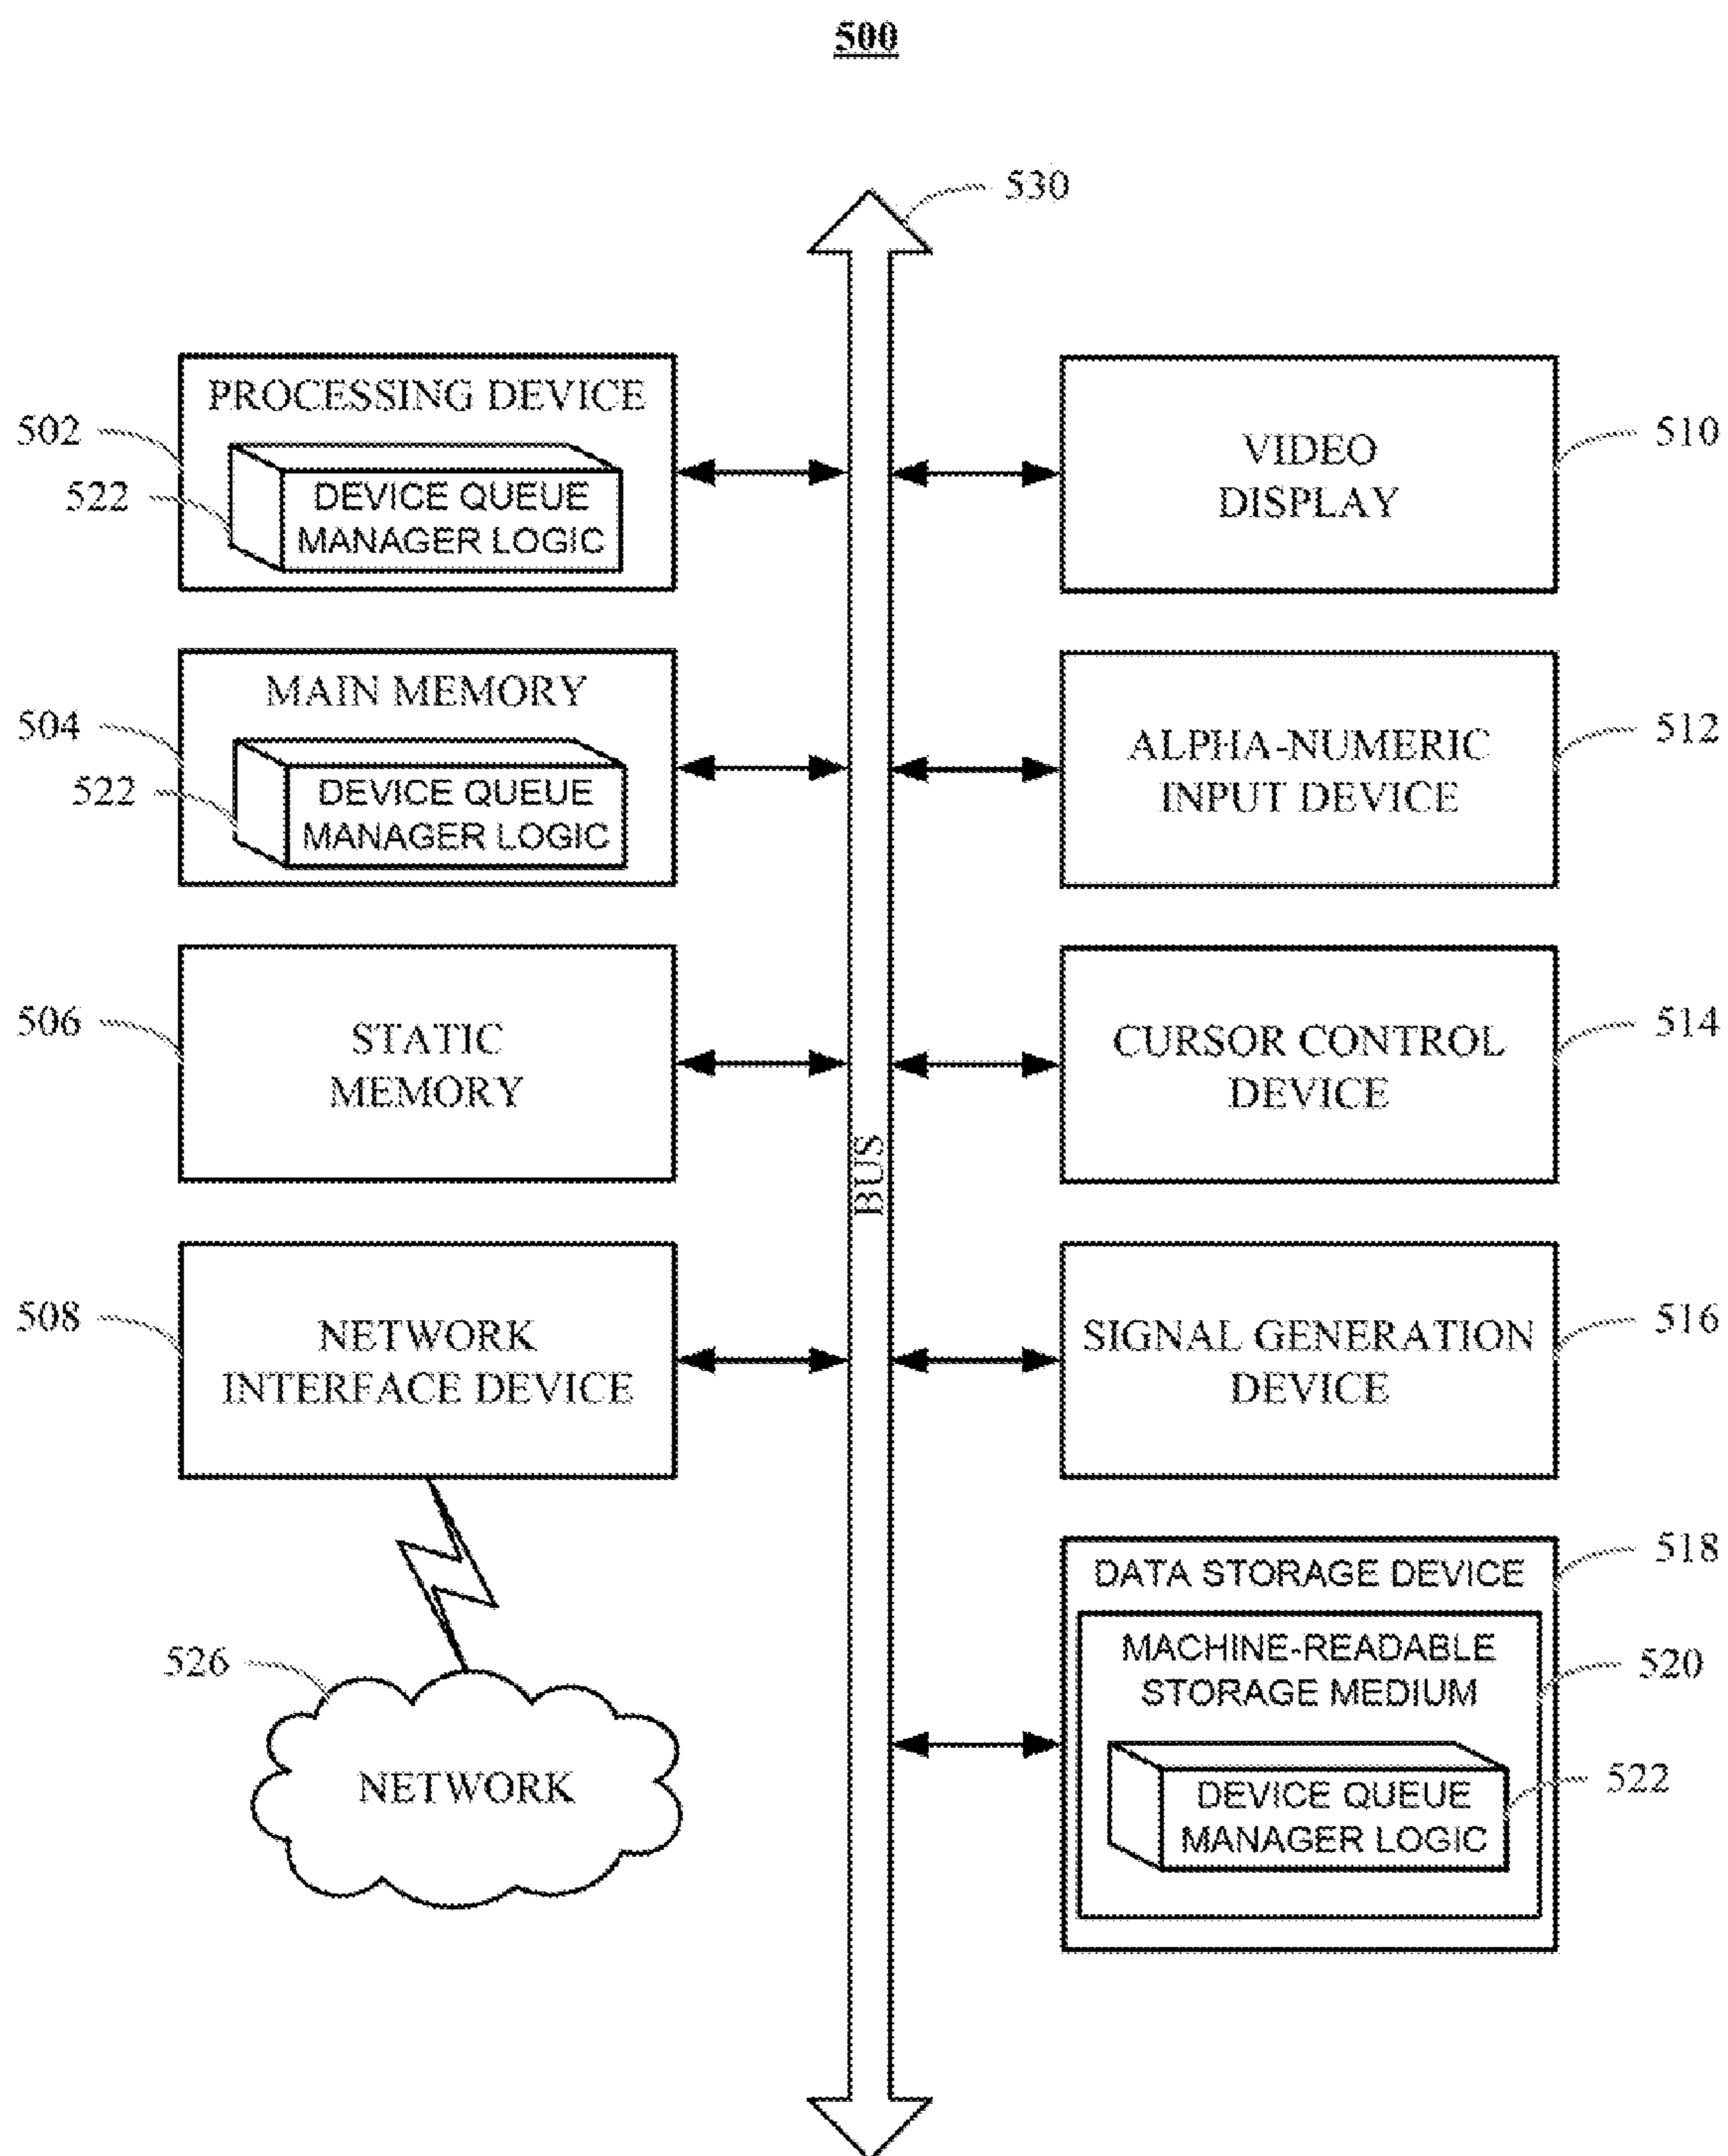 500
530
PROCESSING DEVICE
502
522
DEVICE QUEUE
MANAGER LOGIC
VIDEO
DISPLAY
510
MAIN MEMORY
504
522
DEVICE QUEUE
MANAGER LOGIC
ALPHA-NUMERIC
INPUT DEVICE
512
506
STATIC
MEMORY
CURSOR CONTROL
DEVICE
514
BUS
508
NETWORK
INTERFACE DEVICE
SIGNAL GENERATION
DEVICE
516
DATA STORAGE DEVICE
518
MACHINE-READABLE
STORAGE MEDIUM
520
DEVICE QUEUE
MANAGER LOGIC
522
526
NETWORK